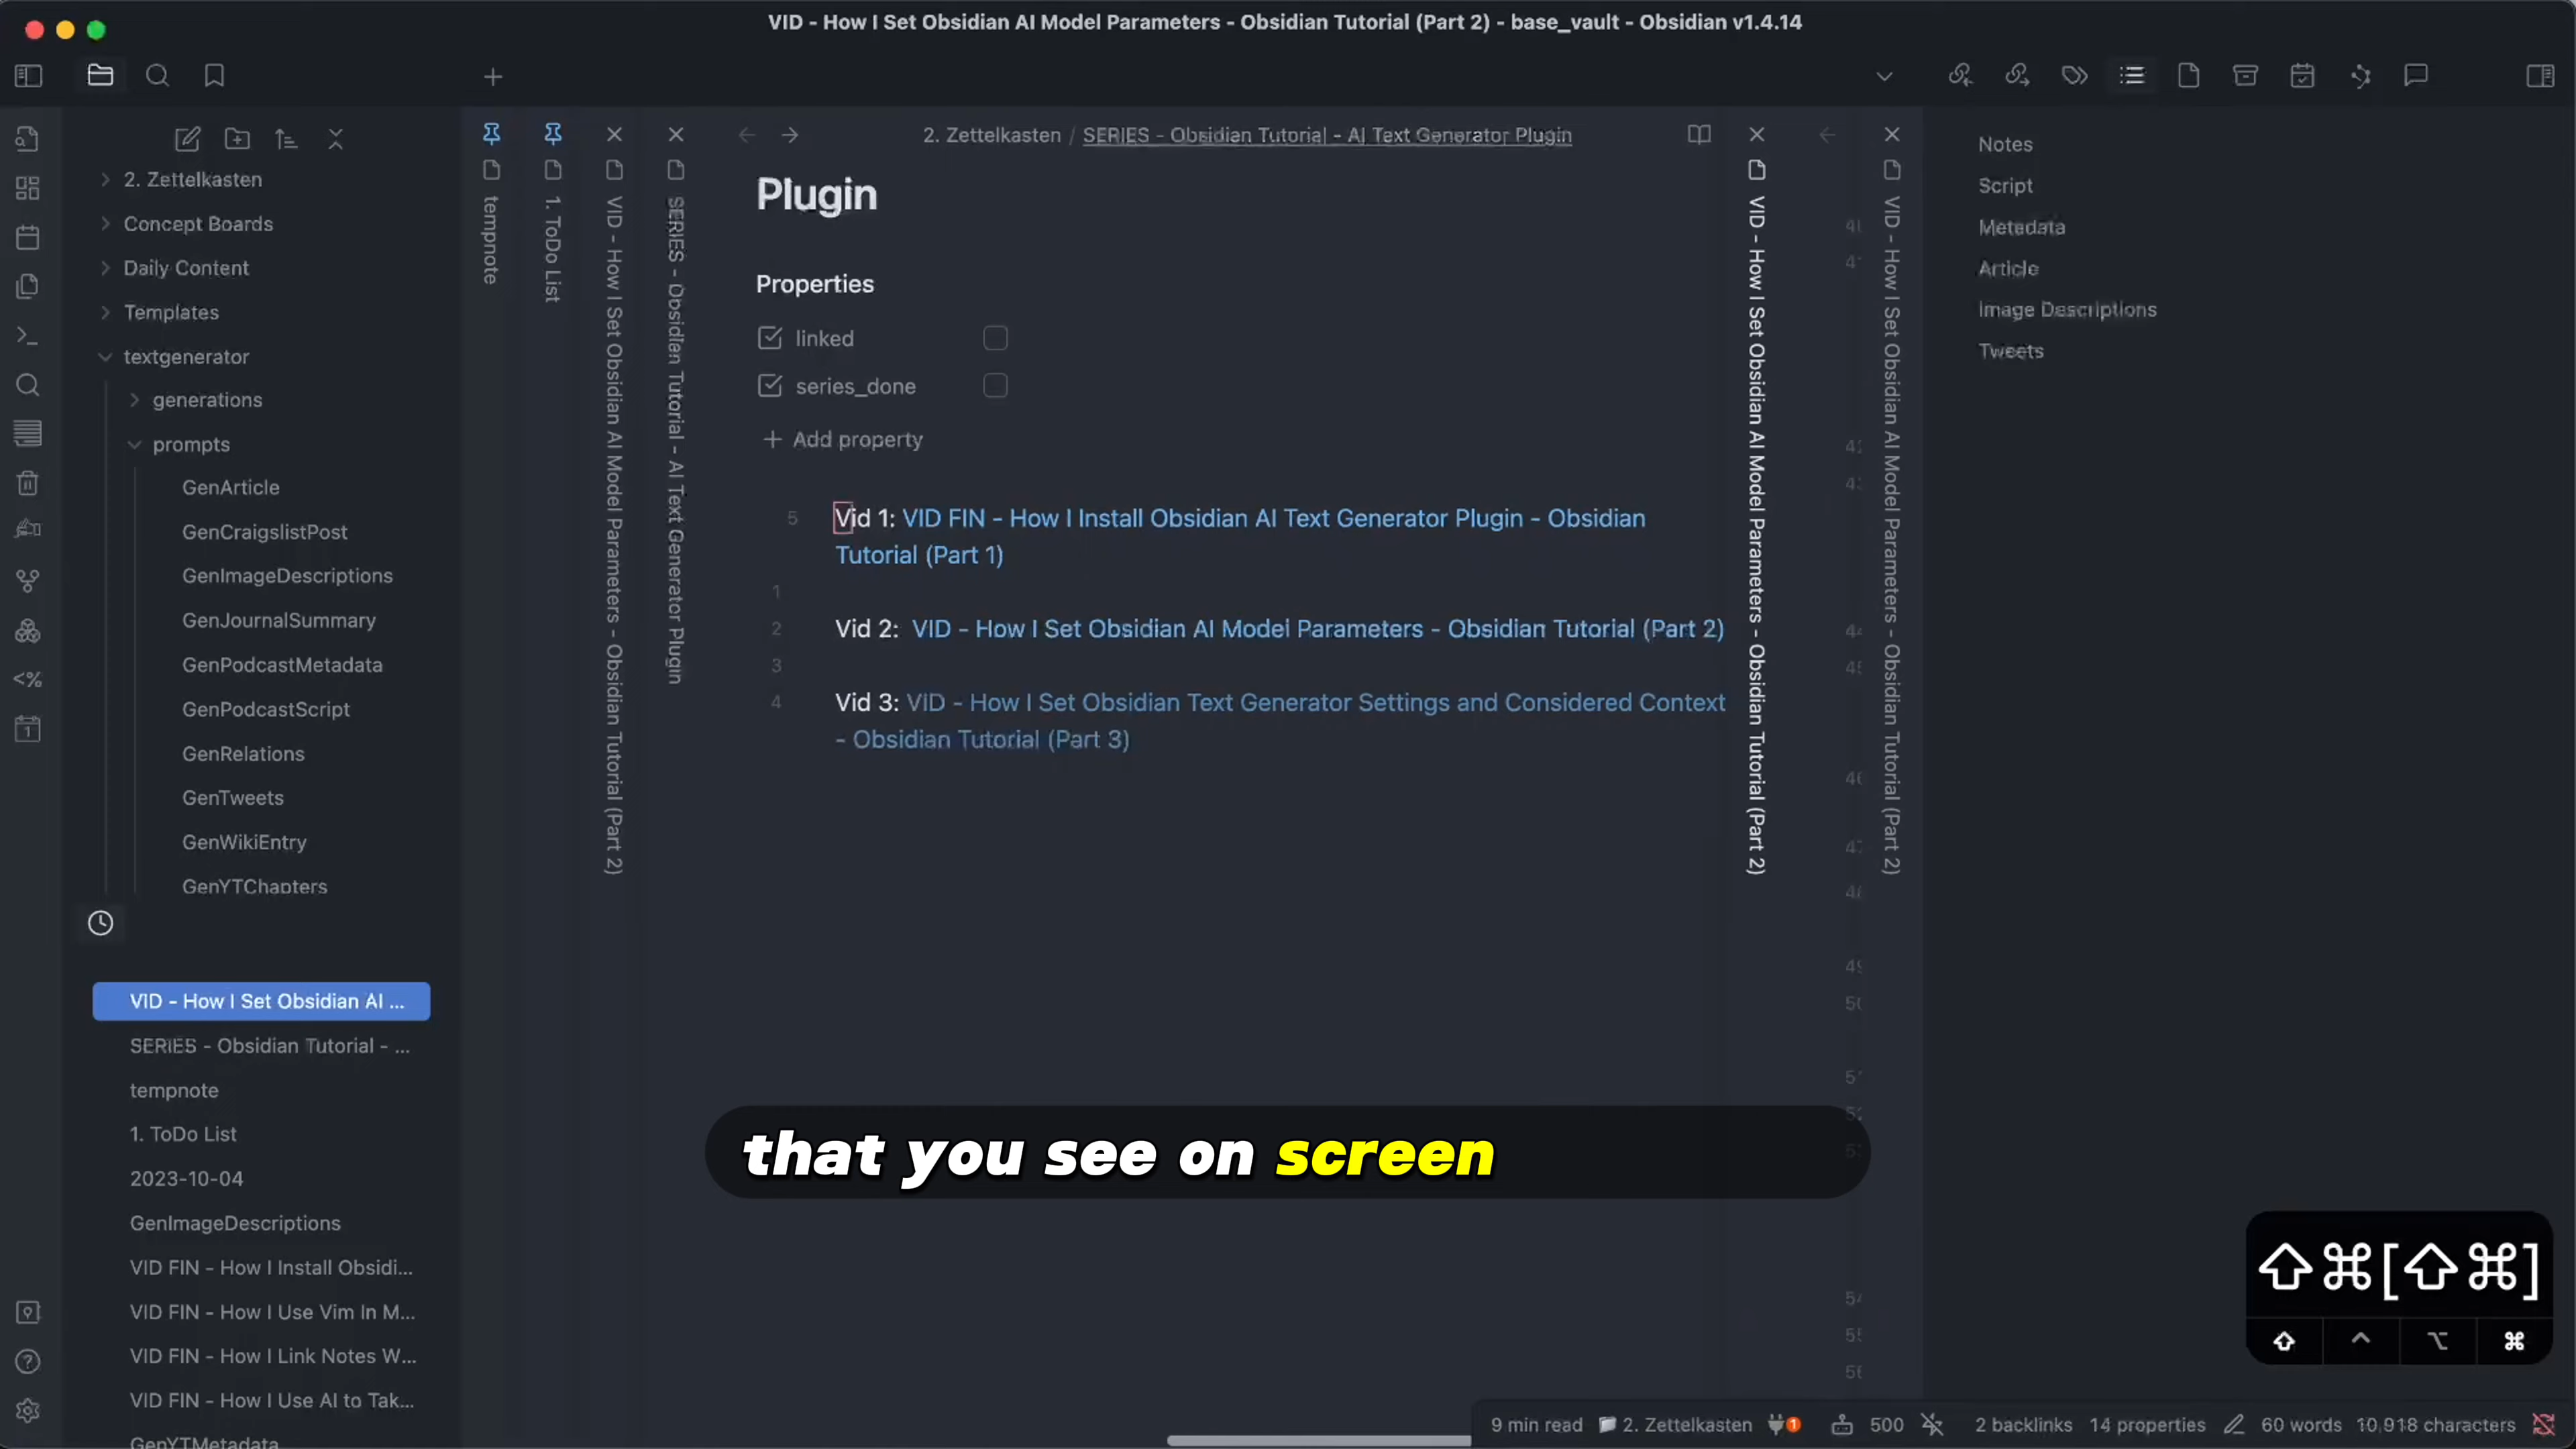 VID - How I Set Obsidian AI Model Parameters - Obsidian Tutorial (Part 2) - base_vault - Obsidian v1.4.14
2. Zettelkasten
Concept Boards
Daily Content
Templates
textgenerator
generations
prompts
GenArticle
GenCraigslistPost
GenImageDescriptions
GenJournalSummary
GenPodcastMetadata
GenPodcastScript
GenRelations
GenTweets
GenWikiEntry
GenYTChapters
VID - How I Set Obsidian AI ...
SERIES - Obsidian Tutorial - ...
tempnote
1. ToDo List
2023-10-04
GenImageDescriptions
VID FIN - How I Install Obsidi...
VID FIN - How I Use Vim In M...
VID FIN - How I Link Notes W...
VID FIN - How I Use AI to Tak...
GenYTMetadata
tempnote
1. ToDo List
VID - How I Set Obsidian AI Model Parameters - Obsidian Tutorial (Part 2)
SERIES - Obsidian Tutorial - AI Text Generator Plugin
2. Zettelkasten / SERIES - Obsidian Tutorial - AI Text Generator Plugin
Plugin
Properties
linked
series_done
+ Add property
5 Vid 1: VID FIN - How I Install Obsidian AI Text Generator Plugin - Obsidian
Tutorial (Part 1)
1
2 Vid 2: VID - How I Set Obsidian AI Model Parameters - Obsidian Tutorial (Part 2)
3
4 Vid 3: VID - How I Set Obsidian Text Generator Settings and Considered Context
- Obsidian Tutorial (Part 3)
VID - How I Set Obsidian AI Model Parameters - Obsidian Tutorial (Part 2)
VID - How I Set Obsidian AI Model Parameters - Obsidian Tutorial (Part 2)
Notes
Script
Metadata
Article
Image Descriptions
Tweets
that you see on screen
⇧⌘[⇧⌘]
⇧ ^ ⌥ ⌘
9 min read 2. Zettelkasten 1 500 2 backlinks 14 properties 60 words 10,918 characters